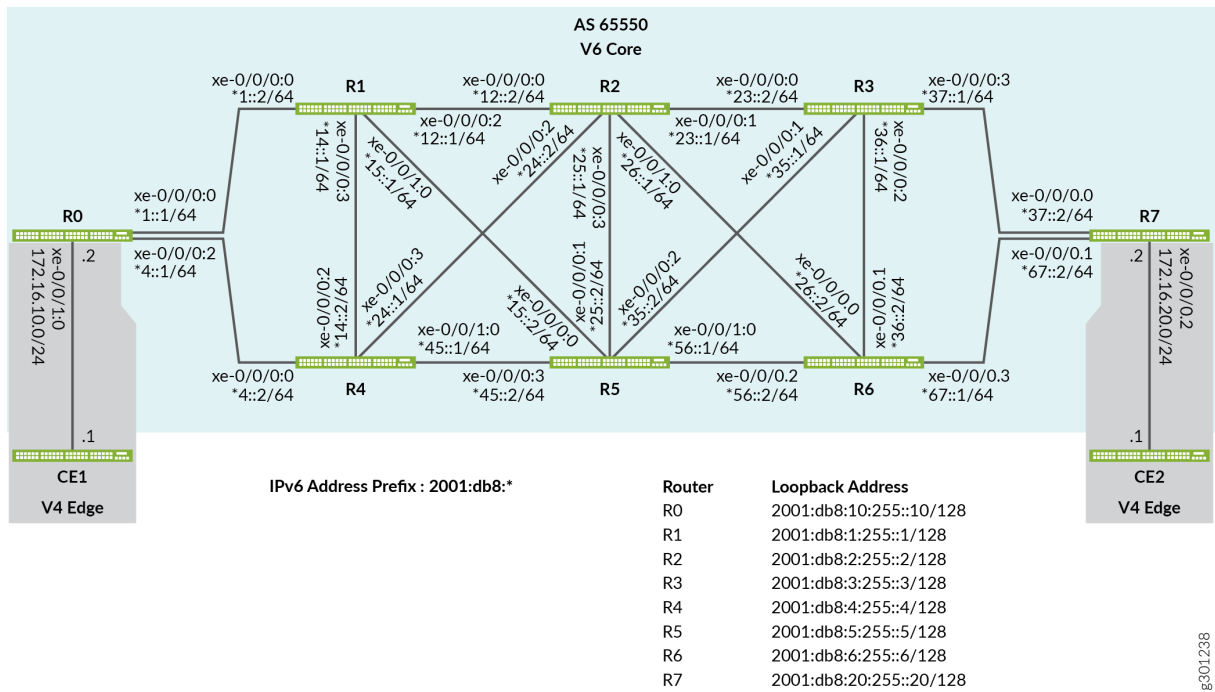 AS 65550
V6 Core
xe-0/0/0:0
*1::2/64
R1
xe-0/0/0:0
*12::2/64
R2
xe-0/0/0:0
*23::2/64
R3
xe-0/0/0:3
*37::1/64
xe-0/0/0:2
*12::1/64
xe-0/0/0:1
*23::1/64
xe-0/0/0:3
*14::1/64
xe-0/0/1:0
*15::1/64
xe-0/0/0:2
*24::2/64
xe-0/0/0:3
*25::1/64
xe-0/0/1:0
*26::1/64
xe-0/0/0:1
*35::1/64
xe-0/0/0:2
*36::1/64
R0
xe-0/0/0:0
*1::1/64
xe-0/0/0:2
*4::1/64
xe-0/0/0.0
*37::2/64
R7
xe-0/0/0.1
*67::2/64
xe-0/0/1:0
172.16.10.0/24
.2
.1
xe-0/0/0:2
*14::2/64
xe-0/0/0:3
*24::1/64
xe-0/0/0:0
*15::2/64
xe-0/0/0:1
*25::2/64
xe-0/0/0:2
*35::2/64
xe-0/0/0.0
*26::2/64
xe-0/0/0.1
*36::2/64
.2
xe-0/0/0.2
172.16.20.0/24
.1
xe-0/0/1:0
*45::1/64
xe-0/0/1:0
*56::1/64
xe-0/0/0:0
*4::2/64
R4
xe-0/0/0:3
*45::2/64
R5
xe-0/0/0.2
*56::2/64
R6
xe-0/0/0.3
*67::1/64
CE1
V4 Edge
CE2
V4 Edge
IPv6 Address Prefix : 2001:db8:*
Router Loopback Address
R0 2001:db8:10:255::10/128
R1 2001:db8:1:255::1/128
R2 2001:db8:2:255::2/128
R3 2001:db8:3:255::3/128
R4 2001:db8:4:255::4/128
R5 2001:db8:5:255::5/128
R6 2001:db8:6:255::6/128
R7 2001:db8:20:255::20/128
g301238